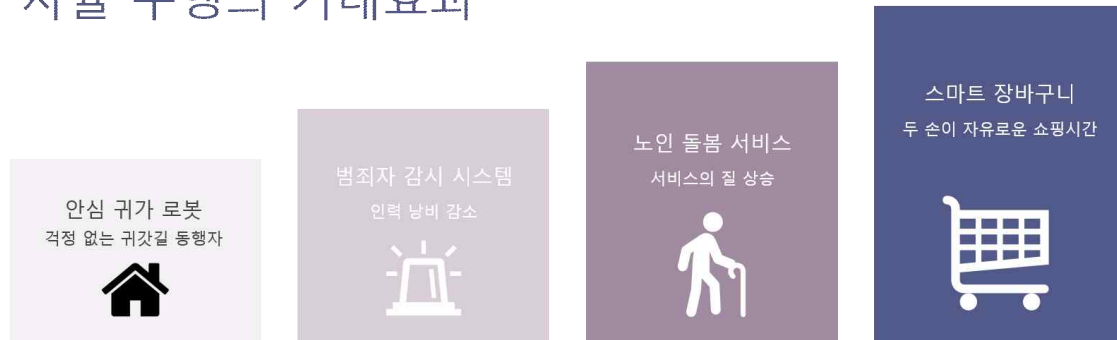 안심 귀가 로봇
걱정 없는 귀갓길 동행자
범죄자 감시 시스템
인력 낭비 감소
노인 돌봄 서비스
서비스의 질 상승
스마트 장바구니
두 손이 자유로운 쇼핑시간